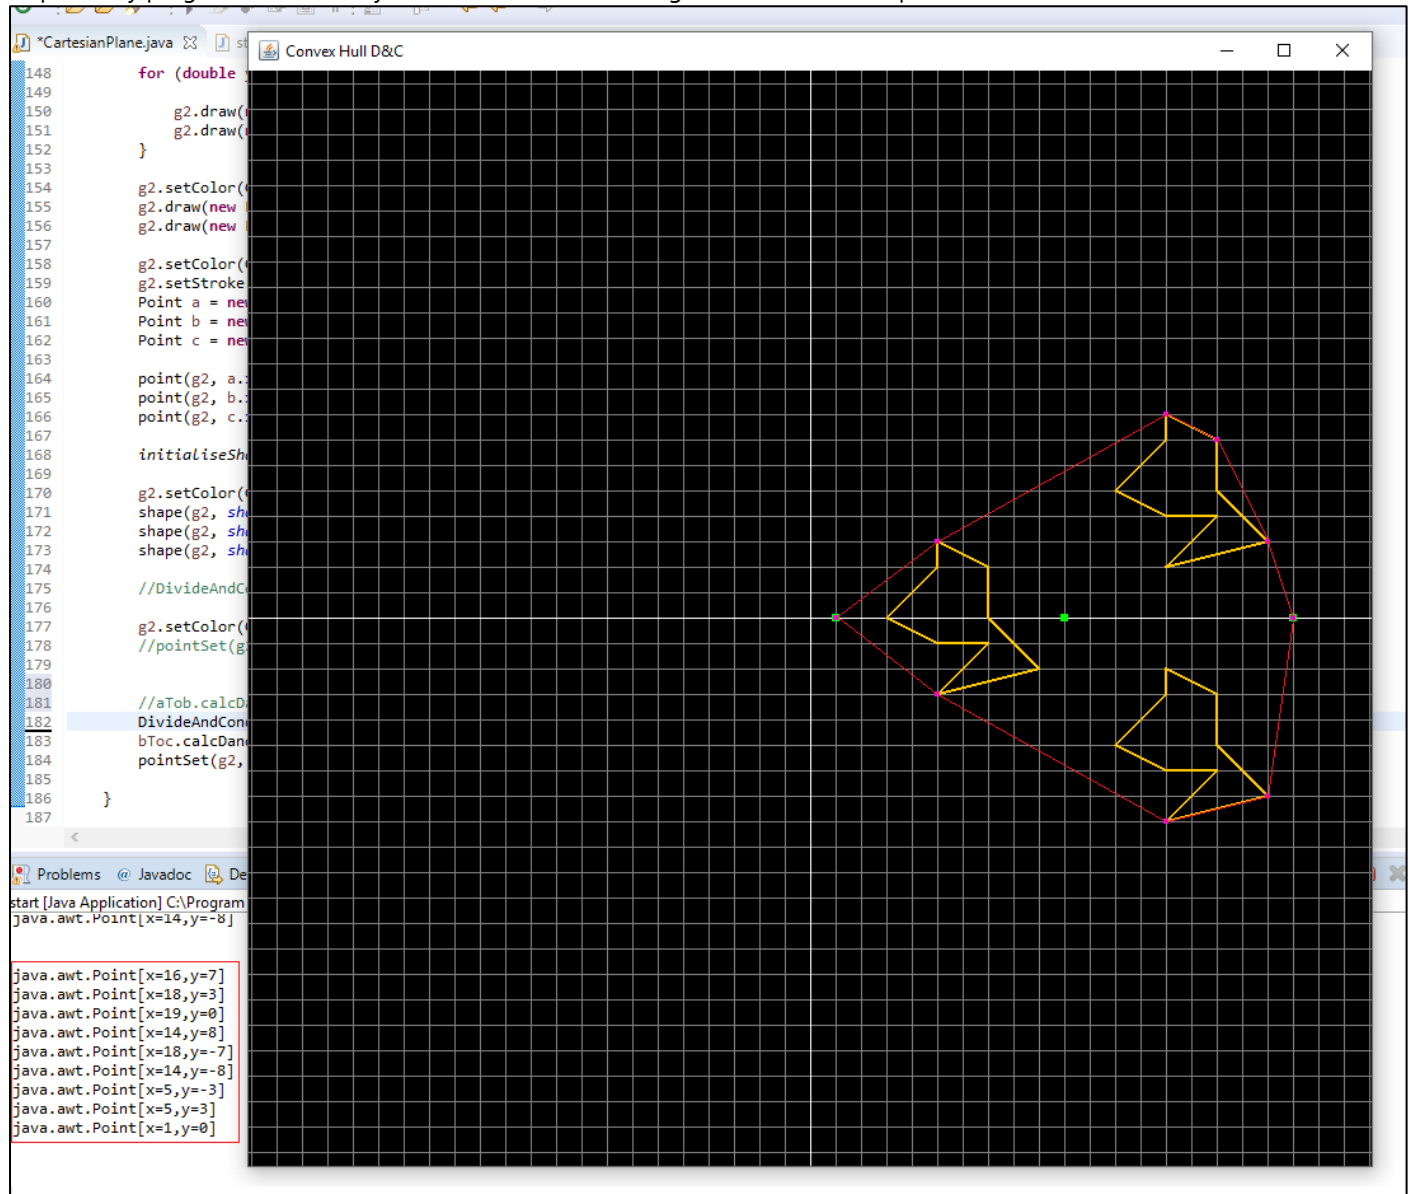 *CartesianPlane.java
Convex Hull D&C
148 for (double
149
150 g2.draw(
151 g2.draw(
152 }
153
154 g2.setColor(
155 g2.draw(new
156 g2.draw(new
157
158 g2.setColor(
159 g2.setStroke
160 Point a = new
161 Point b = new
162 Point c = new
163
164 point(g2, a.
165 point(g2, b.
166 point(g2, c.
167
168 initialiseSh
169
170 g2.setColor(
171 shape(g2, sh
172 shape(g2, sh
173 shape(g2, sh
174
175 //DivideAndC
176
177 g2.setColor(
178 //pointSet(g
179
180
181 //aTob.calcD
182 DivideAndCon
183 bToc.calcDan
184 pointSet(g2,
185
186 }
187
Problems @ Javadoc De
start [Java Application] C:\Program
java.awt.Point[x=14,y=-8]
java.awt.Point[x=16,y=7]
java.awt.Point[x=18,y=3]
java.awt.Point[x=19,y=0]
java.awt.Point[x=14,y=8]
java.awt.Point[x=18,y=-7]
java.awt.Point[x=14,y=-8]
java.awt.Point[x=5,y=-3]
java.awt.Point[x=5,y=3]
java.awt.Point[x=1,y=0]